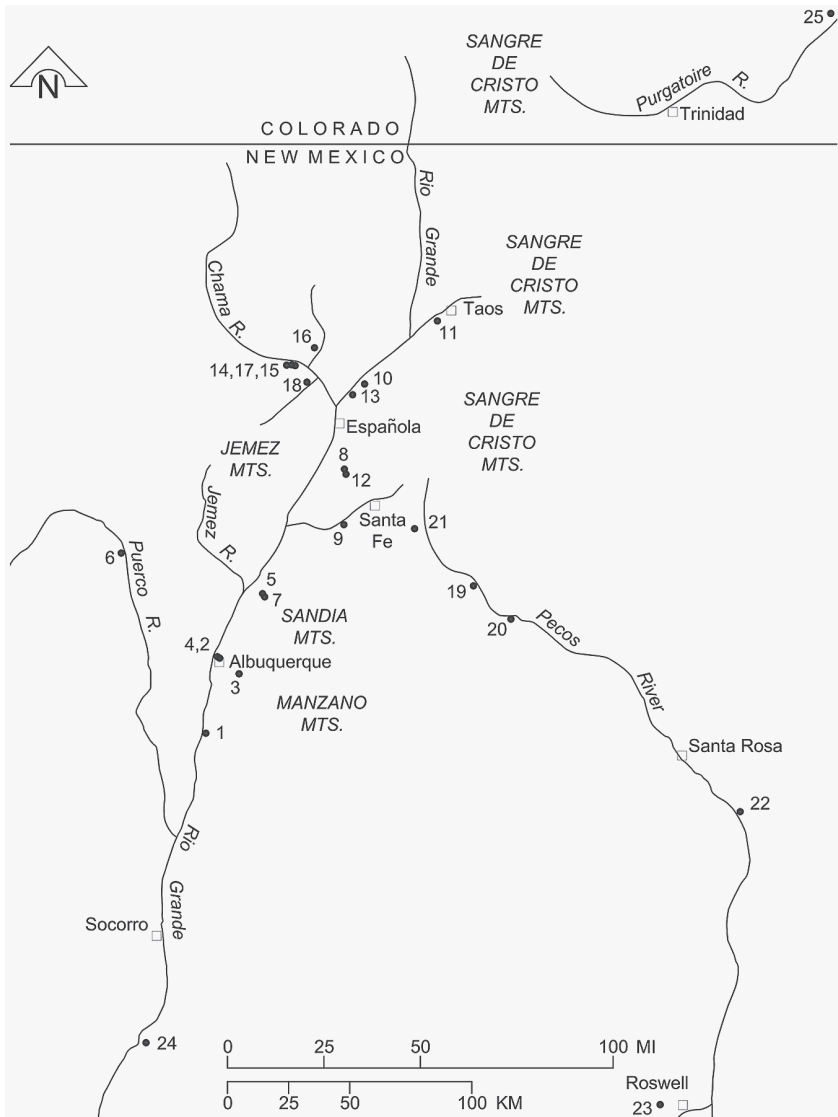 25
SANGRE
DE
CRISTO
MTS.
N
Purgatoire R.
Trinidad
COLORADO
NEW MEXICO
Rio Grande
SANGRE
DE
CRISTO
MTS.
Chama R.
Taos
11
16
14,17,15
18
10
13
SANGRE
DE
CRISTO
MTS.
Española
JEMEZ
MTS.
8
12
Jemez R.
Santa
Fe
9
21
6
Puerco R.
5
7
19
SANDIA
MTS.
20
Pecos River
4,2
Albuquerque
3
MANZANO
MTS.
1
Santa Rosa
22
Rio Grande
Socorro
24
0 25 50 100 MI
0 25 50 100 KM
Roswell
23